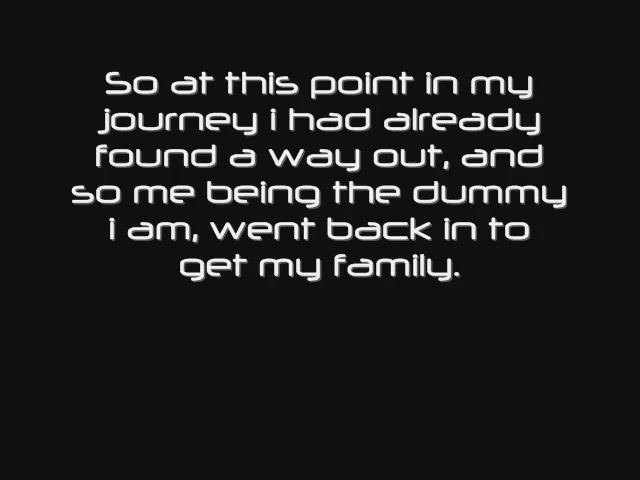 So at this point in my
journey i had already
found a way out, and
so me being the dummy
i am, went back in to
get my family.